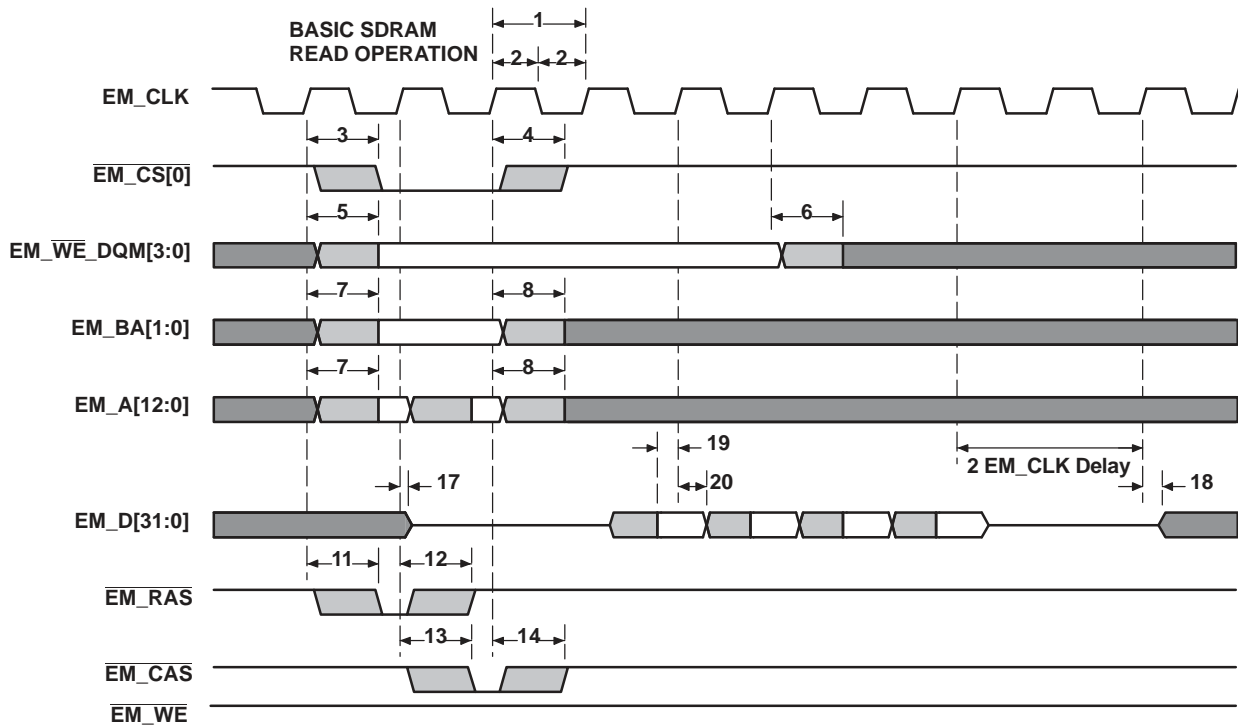 BASIC SDRAM
READ OPERATION
1
2 2
EM_CLK
3 4
EM_CS[0]
5 6
EM_WE_DQM[3:0]
7 8
EM_BA[1:0]
7 8
EM_A[12:0]
19
2 EM_CLK Delay
17 20 18
EM_D[31:0]
11 12
EM_RAS
13 14
EM_CAS
EM_WE